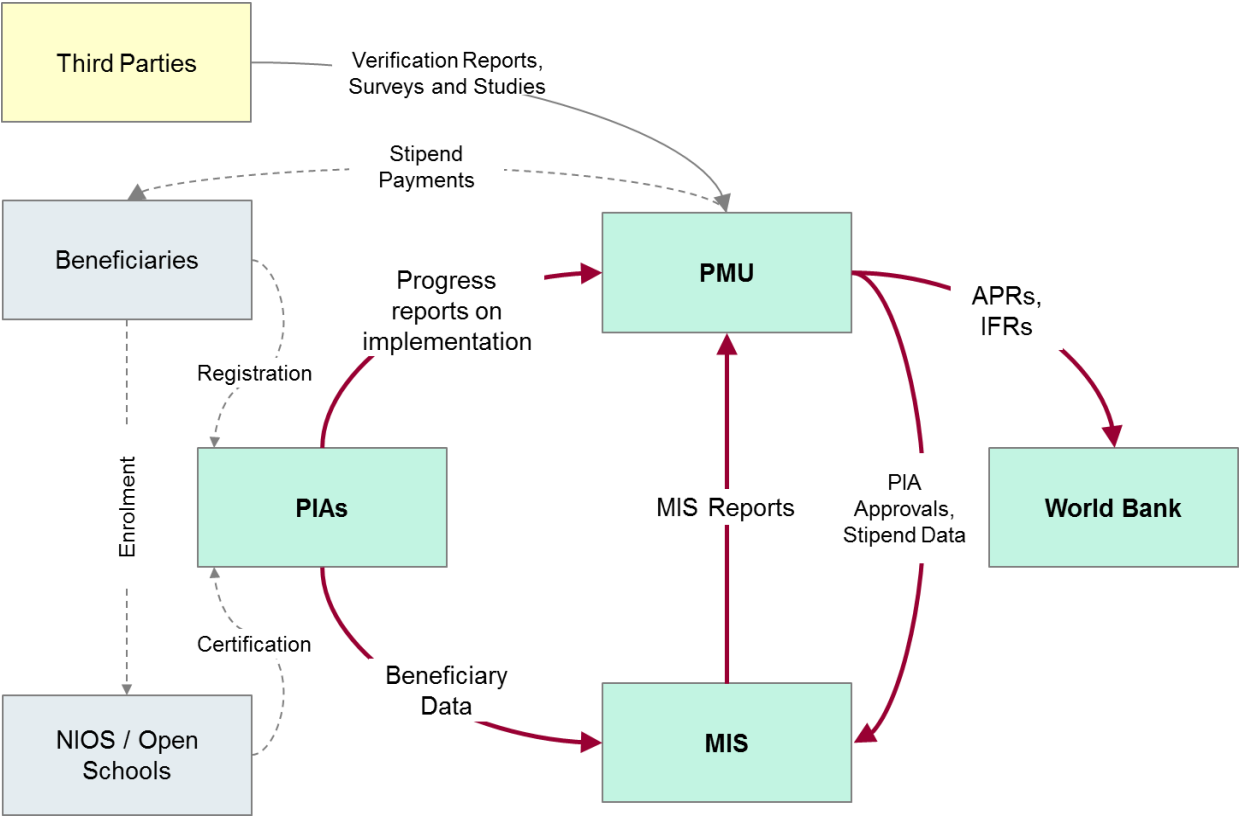 Third Parties
Verification Reports,
Surveys and Studies
Stipend
Payments
Beneficiaries
PMU
Progress
reports on
implementation
APRs,
IFRs
Registration
Enrolment
PIAs
MIS Reports
PIA
Approvals,
Stipend Data
World Bank
Certification
Beneficiary
Data
NIOS / Open
Schools
MIS